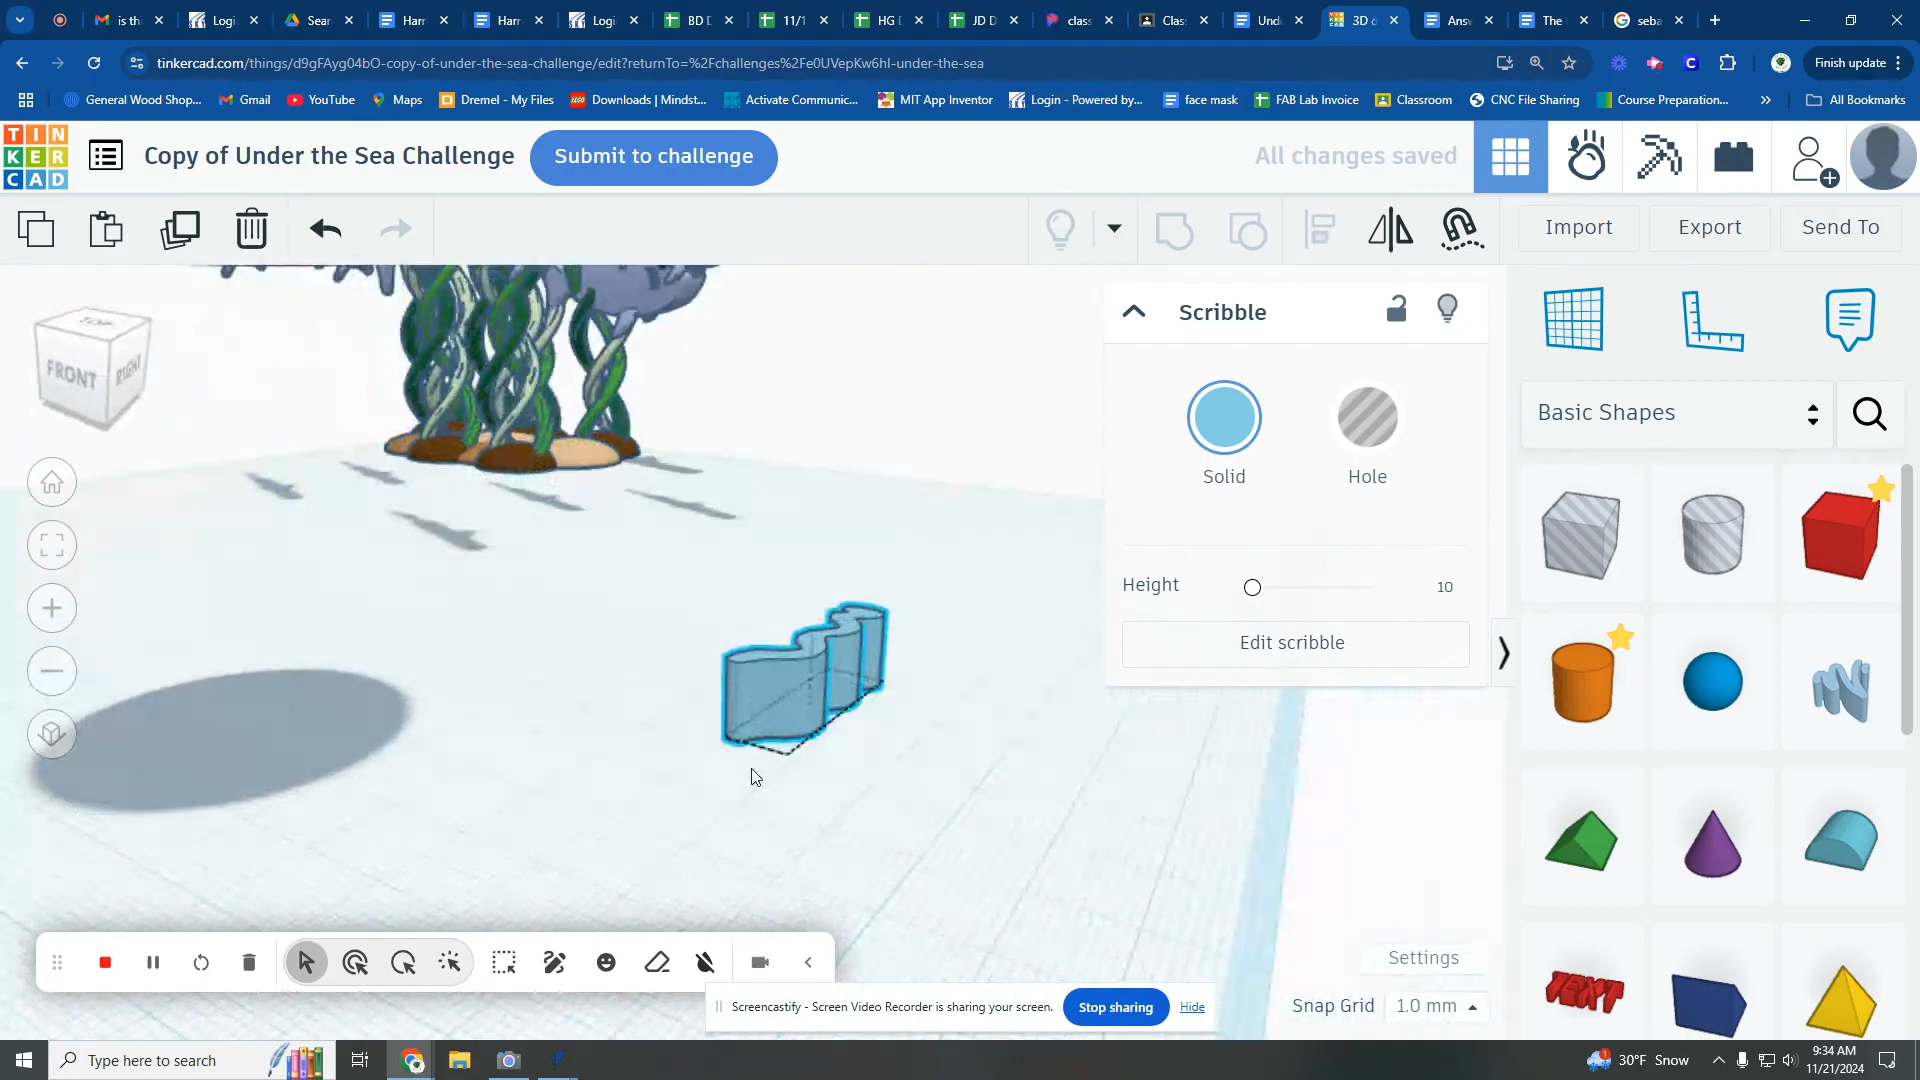 is thi
Logi
Sear
Harr
Harr
Logi
BD D
11/1
HG D
JD D
class
Clas
Und
3D d
Ans
The
seba
tinkercad.com/things/d9gFAyg04bO-copy-of-under-the-sea-challenge/edit?returnTo=%2Fchallenges%2Fe0UVepKw6hl-under-the-sea
Finish update
General Wood Shop...
Gmail
YouTube
Maps
Dremel - My Files
Downloads | Mindst...
Activate Communic...
MIT App Inventor
Login - Powered by...
face mask
FAB Lab Invoice
Classroom
CNC File Sharing
Course Preparation...
All Bookmarks
TIN
KER
CAD
Copy of Under the Sea Challenge
Submit to challenge
All changes saved
Import
Export
Send To
TOP
FRONT
RIGHT
Scribble
Solid
Hole
Height
10
Edit scribble
Basic Shapes
TEXT
Settings
Snap Grid
1.0 mm
Screencastify - Screen Video Recorder is sharing your screen.
Stop sharing
Hide
Type here to search
1
30°F Snow
9:34 AM
11/21/2024